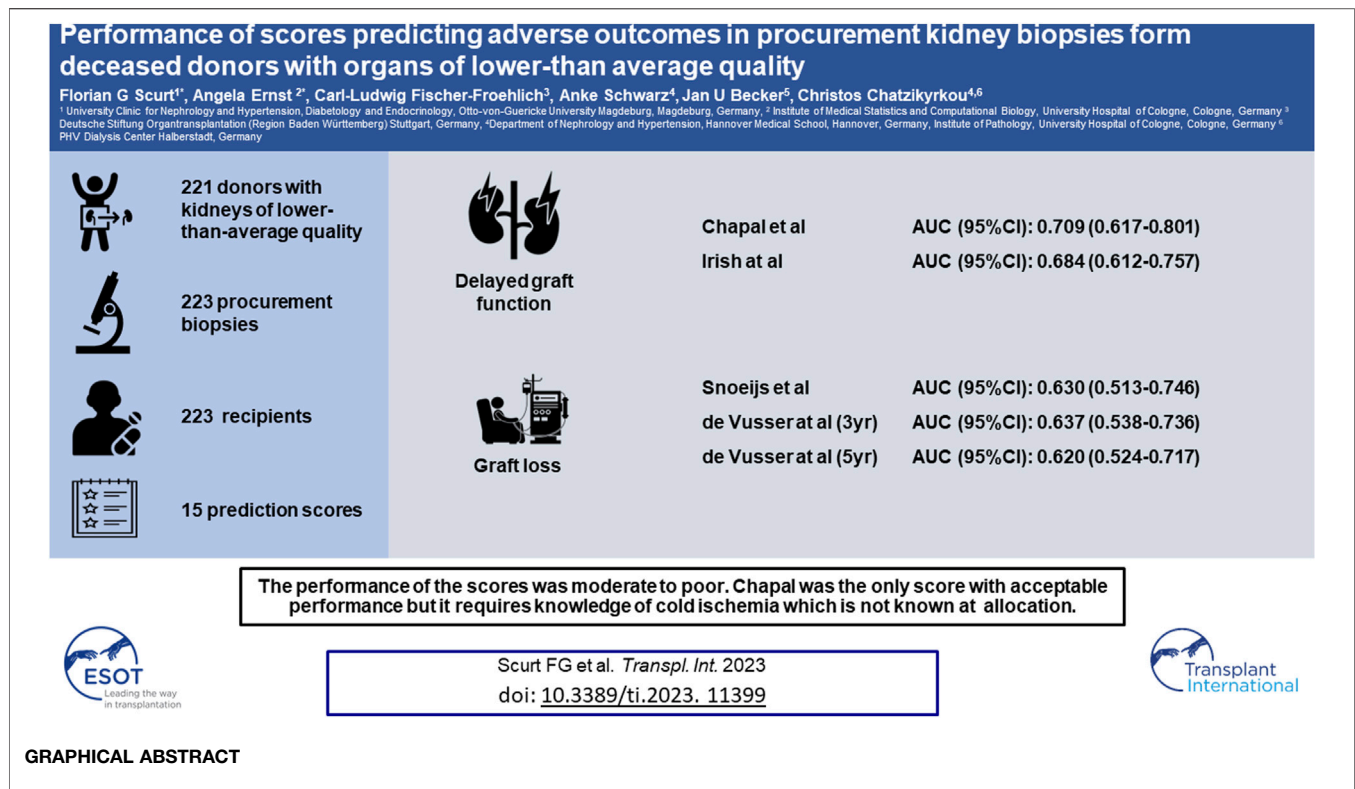 Performance of scores predicting adverse outcomes in procurement kidney biopsies form
deceased donors with organs of lower-than average quality
Florian G Scurt1*, Angela Ernst 2*, Carl-Ludwig Fischer-Froehlich3, Anke Schwarz4, Jan U Becker5, Christos Chatzikyrkou4,6
1 University Clinic for Nephrology and Hypertension, Diabetology and Endocrinology, Otto-von-Guericke University Magdeburg, Magdeburg, Germany, 2 Institute of Medical Statistics and Computational Biology, University Hospital of Cologne, Cologne, Germany 3
Deutsche Stiftung Organtransplantation (Region Baden Württemberg) Stuttgart, Germany, 4Department of Nephrology and Hypertension, Hannover Medical School, Hannover, Germany, Institute of Pathology, University Hospital of Cologne, Cologne, Germany 6
PHV Dialysis Center Halberstadt, Germany
221 donors with
kidneys of lower-
than-average quality
223 procurement
biopsies
223 recipients
15 prediction scores
Delayed graft
function
Chapal et al AUC (95%CI): 0.709 (0.617-0.801)
Irish at al AUC (95%CI): 0.684 (0.612-0.757)
Graft loss
Snoeijs et al AUC (95%CI): 0.630 (0.513-0.746)
de Vusser at al (3yr) AUC (95%CI): 0.637 (0.538-0.736)
de Vusser at al (5yr) AUC (95%CI): 0.620 (0.524-0.717)
The performance of the scores was moderate to poor. Chapal was the only score with acceptable
performance but it requires knowledge of cold ischemia which is not known at allocation.
ESOT
Leading the way
in transplantation
Scurt FG et al. Transpl. Int. 2023
doi: 10.3389/ti.2023. 11399
Transplant
International
GRAPHICAL ABSTRACT